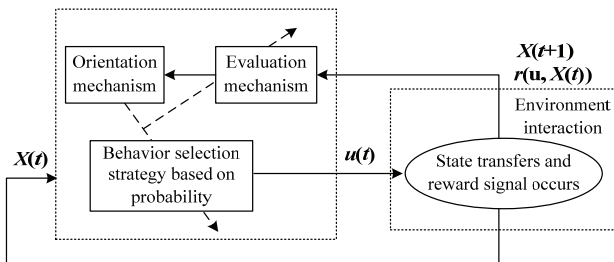 Orientation
mechanism
Evaluation
mechanism
X(t+1)
r(u, X(t))
Environment
interaction
X(t)
Behavior selection
strategy based on
probability
u(t)
State transfers and
reward signal occurs